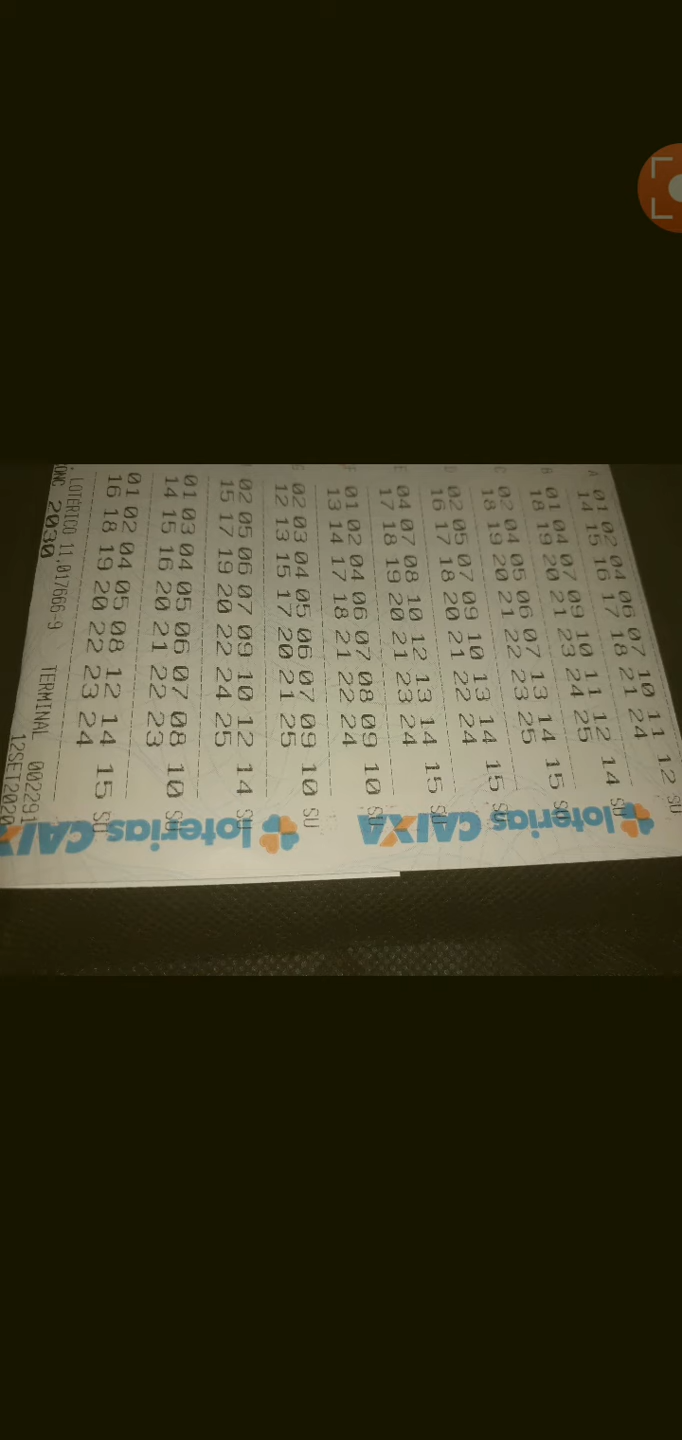 A 01 02 04 06 07 10 11 12 SU
14 15 16 17 18 21 24
B 01 04 07 09 10 11 12 14 SU
18 19 20 21 23 24 25
C 02 04 05 06 07 13 14 15 SU
18 19 20 21 22 23 25
D 02 05 07 09 10 13 14 15 SU
16 17 18 20 21 22 24
E 04 07 08 10 12 13 14 15 SU
17 18 19 20 21 23 24
F 01 02 04 06 07 08 09 10 SU
13 14 17 18 21 22 24
G 02 03 04 05 06 07 09 10 SU
12 13 15 17 20 21 25
02 05 06 07 09 10 12 14 SU
15 17 19 20 22 24 25
01 03 04 05 06 07 08 10 SU
14 15 16 20 21 22 23
01 02 04 05 08 12 14 15 SU
16 18 19 20 22 23 24
LOTÉRICO 11.017666-9 TERMINAL 002291
CONC 2030 12SET2020
loterias CAIXA
loterias CAIXA